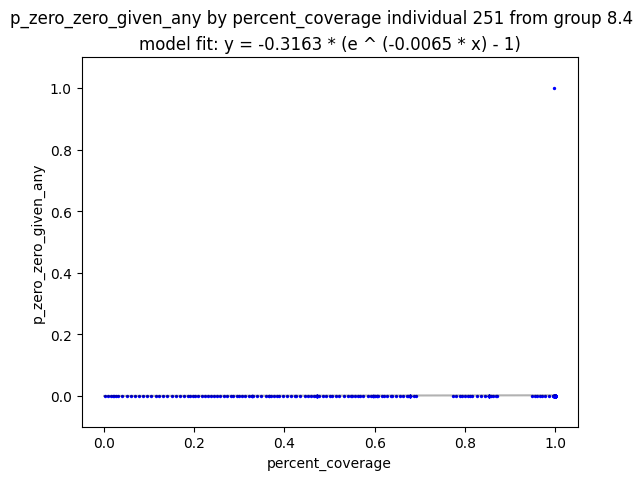 p_zero_zero_given_any by percent_coverage individual 251 from group 8.4
model fit: y = -0.3163 * (e ^ (-0.0065 * x) - 1)
1.0
0.8
0.6
0.4
0.2
0.0
p_zero_zero_given_any
0.0 0.2 0.4 0.6 0.8 1.0
percent_coverage